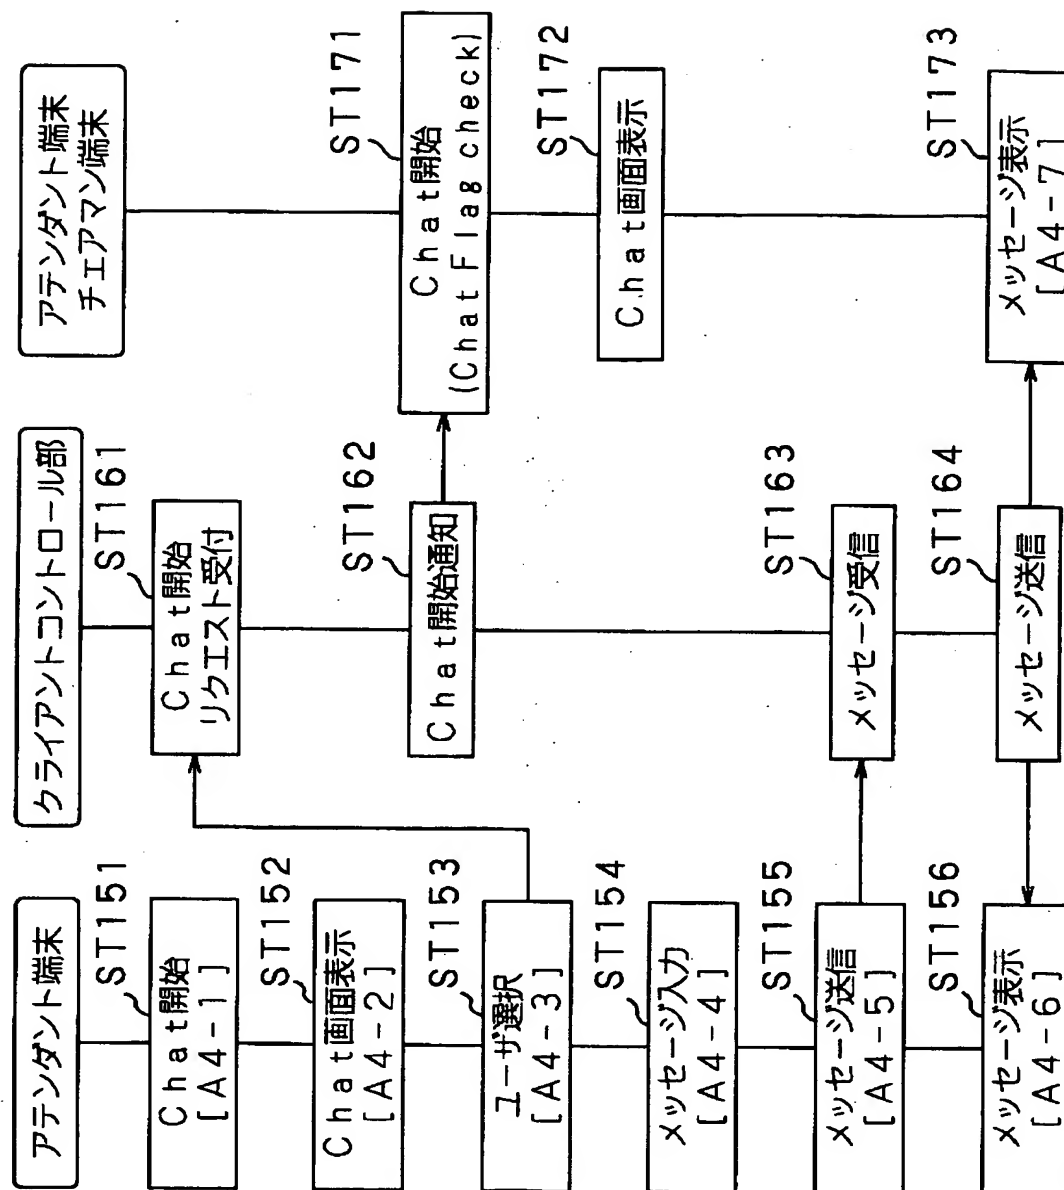 アテンダント端末
ST151
Chat開始
[A4-1]
ST152
Chat画面表示
[A4-2]
ST153
ユーザ選択
[A4-3]
ST154
メッセージ入力
[A4-4]
ST155
メッセージ送信
[A4-5]
ST156
メッセージ表示
[A4-6]
クライアントコントロール部
ST161
Chat開始
リクエスト受付
ST162
Chat開始通知
ST163
メッセージ受信
ST164
メッセージ送信
アテンダント端末
チェアマン端末
ST171
Chat開始
(Chat Flag check)
ST172
Chat画面表示
ST173
メッセージ表示
[A4-7]